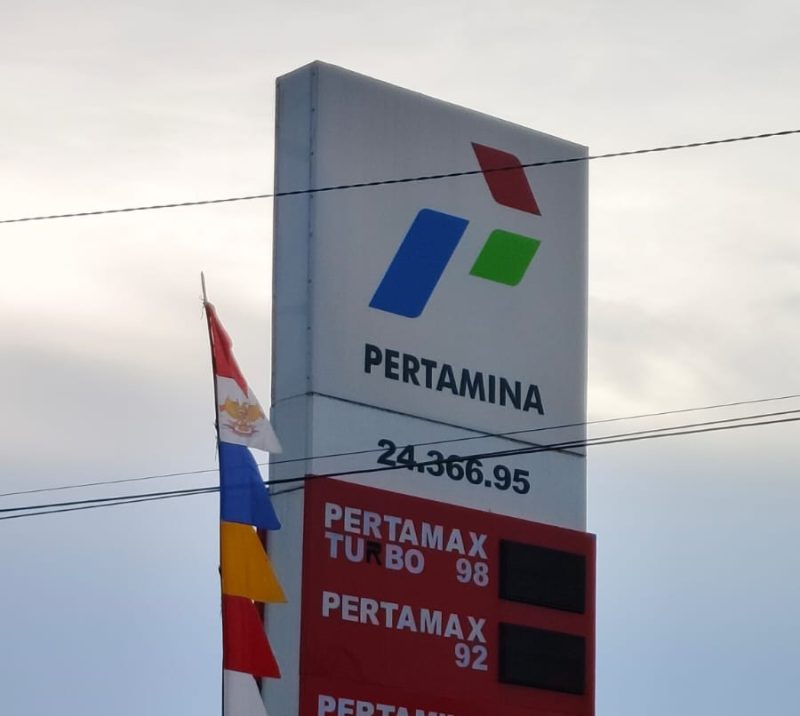 PERTAMINA
24.366.95
PERTAMAX
TURBO 98
PERTAMAX
92